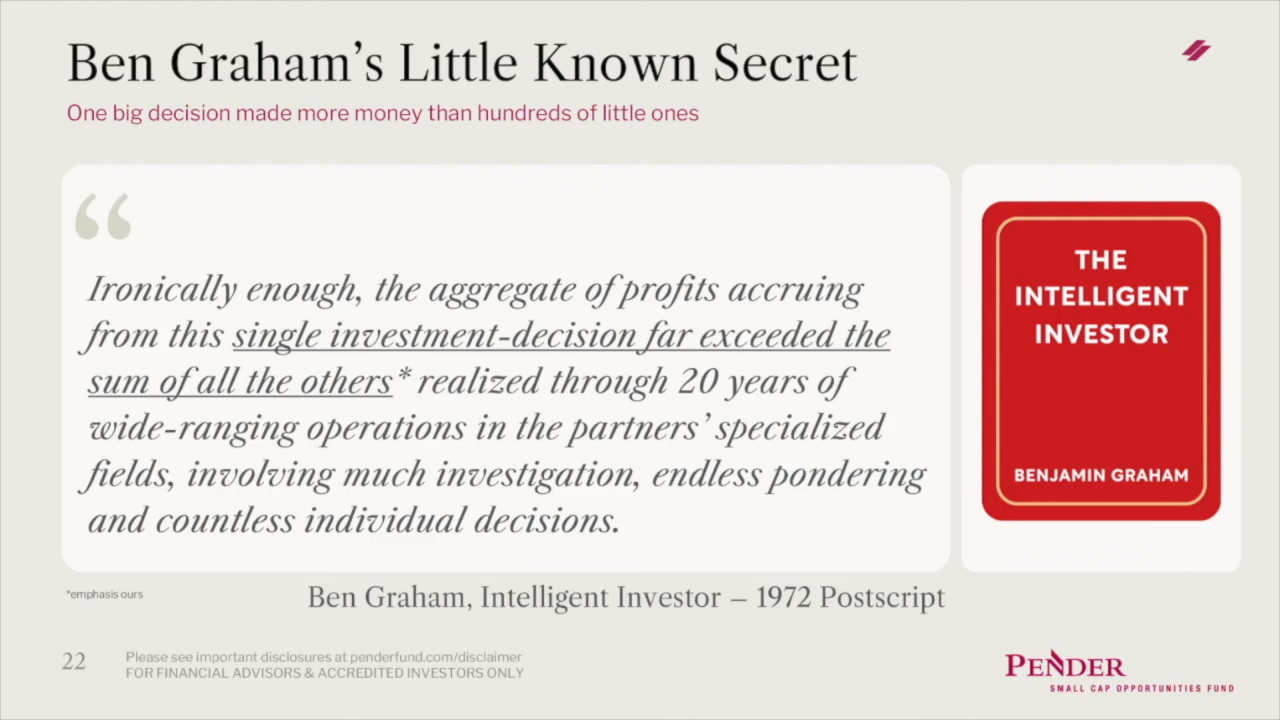 Ben Graham’s Little Known Secret
One big decision made more money than hundreds of little ones
“
Ironically enough, the aggregate of profits accruing
from this single investment-decision far exceeded the
sum of all the others* realized through 20 years of
wide-ranging operations in the partners’ specialized
fields, involving much investigation, endless pondering
and countless individual decisions.
THE
INTELLIGENT
INVESTOR
BENJAMIN GRAHAM
*emphasis ours
Ben Graham, Intelligent Investor – 1972 Postscript
22
Please see important disclosures at penderfund.com/disclaimer
FOR FINANCIAL ADVISORS & ACCREDITED INVESTORS ONLY
PENDER
SMALL CAP OPPORTUNITIES FUND